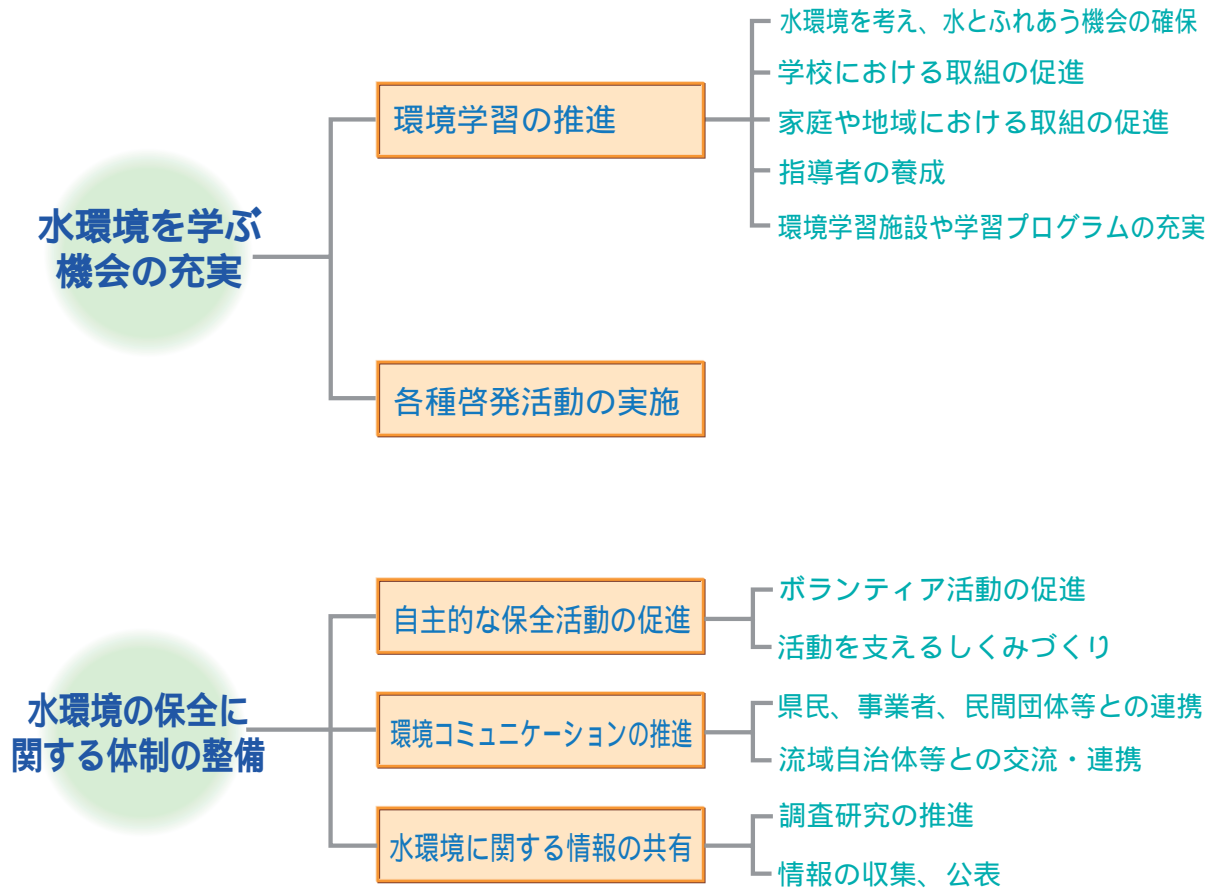 水環境を学ぶ
機会の充実
環境学習の推進
水環境を考え、水とふれあう機会の確保
学校における取組の促進
家庭や地域における取組の促進
指導者の養成
環境学習施設や学習プログラムの充実
各種啓発活動の実施
水環境の保全に
関する体制の整備
自主的な保全活動の促進
ボランティア活動の促進
活動を支えるしくみづくり
環境コミュニケーションの推進
県民、事業者、民間団体等との連携
流域自治体等との交流・連携
水環境に関する情報の共有
調査研究の推進
情報の収集、公表